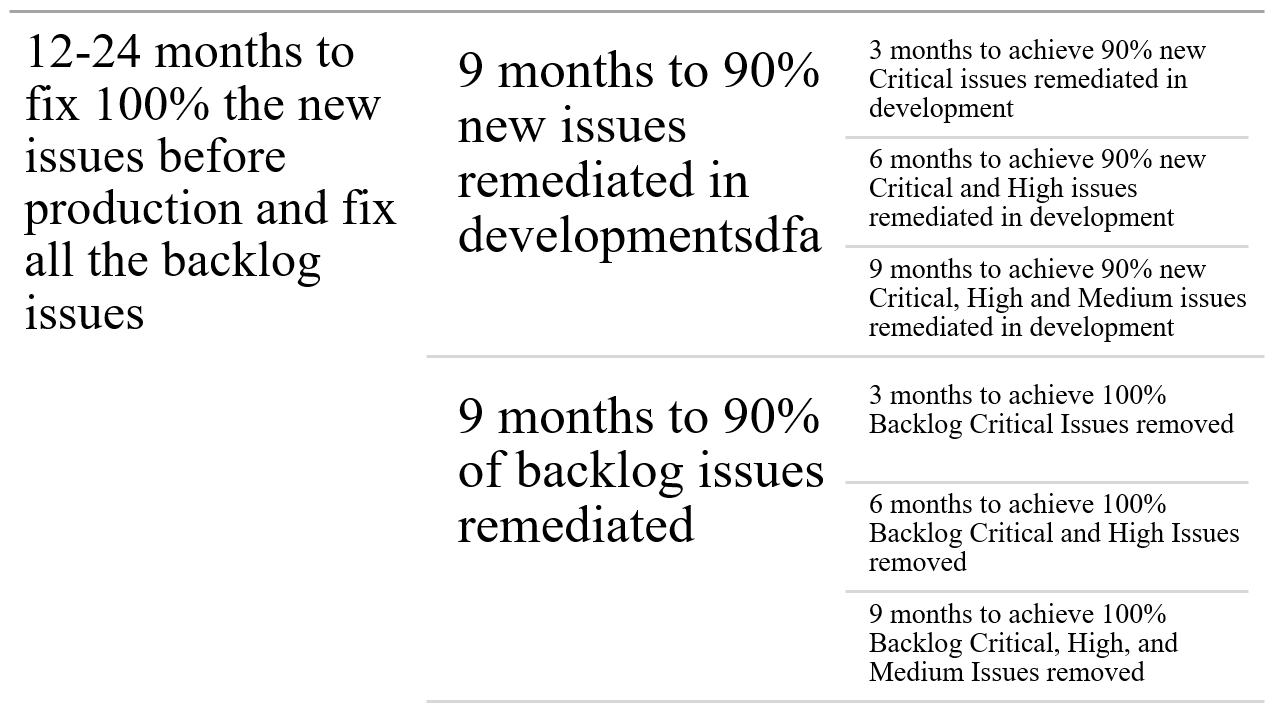 12-24 months to
fix 100% the new
issues before
production and fix
all the backlog
issues
9 months to 90%
new issues
remediated in
developmentsdfa
3 months to achieve 90% new
Critical issues remediated in
development
6 months to achieve 90% new
Critical and High issues
remediated in development
9 months to achieve 90% new
Critical, High and Medium issues
remediated in development
9 months to 90%
of backlog issues
remediated
3 months to achieve 100%
Backlog Critical Issues removed
6 months to achieve 100%
Backlog Critical and High Issues
removed
9 months to achieve 100%
Backlog Critical, High, and
Medium Issues removed